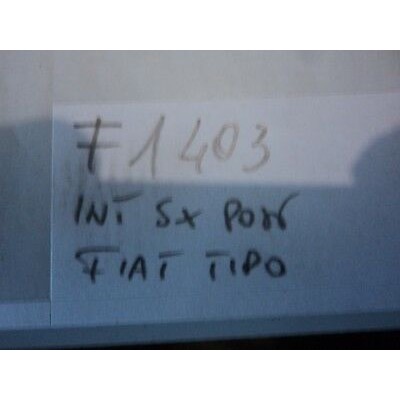 F1403
INT SX POST
FIAT TIPO